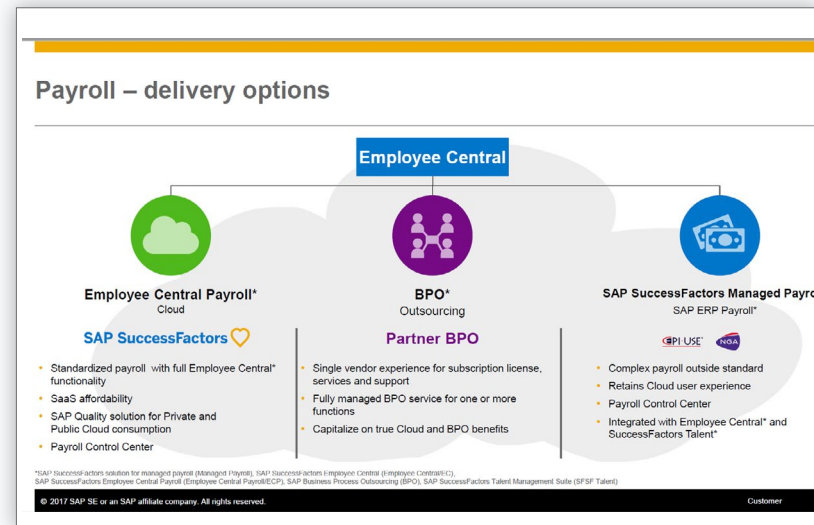 Payroll – delivery options
Employee Central
Employee Central Payroll*
Cloud
SAP SuccessFactors
Standardized payroll with full Employee Central*
functionality
SaaS affordability
SAP Quality solution for Private and
Public Cloud consumption
Payroll Control Center
BPO*
Outsourcing
Partner BPO
Single vendor experience for subscription license,
services and support
Fully managed BPO service for one or more
functions
Capitalize on true Cloud and BPO benefits
SAP SuccessFactors Managed Payro
SAP ERP Payroll*
EPI-USE NGA
Complex payroll outside standard
Retains Cloud user experience
Payroll Control Center
Integrated with Employee Central* and
SuccessFactors Talent*
*SAP SuccessFactors solution for managed payroll (Managed Payroll), SAP SuccessFactors Employee Central (Employee Central/EC),
SAP SuccessFactors Employee Central Payroll (Employee Central Payroll/ECP), SAP Business Process Outsourcing (BPO), SAP SuccessFactors Talent Management Suite (SFSF Talent)
© 2017 SAP SE or an SAP affiliate company. All rights reserved.
Customer